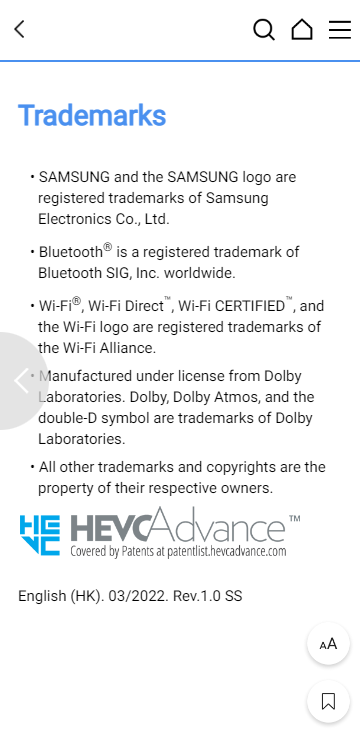 Trademarks
• SAMSUNG and the SAMSUNG logo are
registered trademarks of Samsung
Electronics Co., Ltd.
• Bluetooth® is a registered trademark of
Bluetooth SIG, Inc. worldwide.
• Wi-Fi®, Wi-Fi Direct™, Wi-Fi CERTIFIED™, and
the Wi-Fi logo are registered trademarks of
the Wi-Fi Alliance.
• Manufactured under license from Dolby
Laboratories. Dolby, Dolby Atmos, and the
double-D symbol are trademarks of Dolby
Laboratories.
• All other trademarks and copyrights are the
property of their respective owners.
HEVC HEVCAdvance™
Covered by Patents at patentlist.hevcadvance.com
English (HK). 03/2022. Rev.1.0 SS
AA